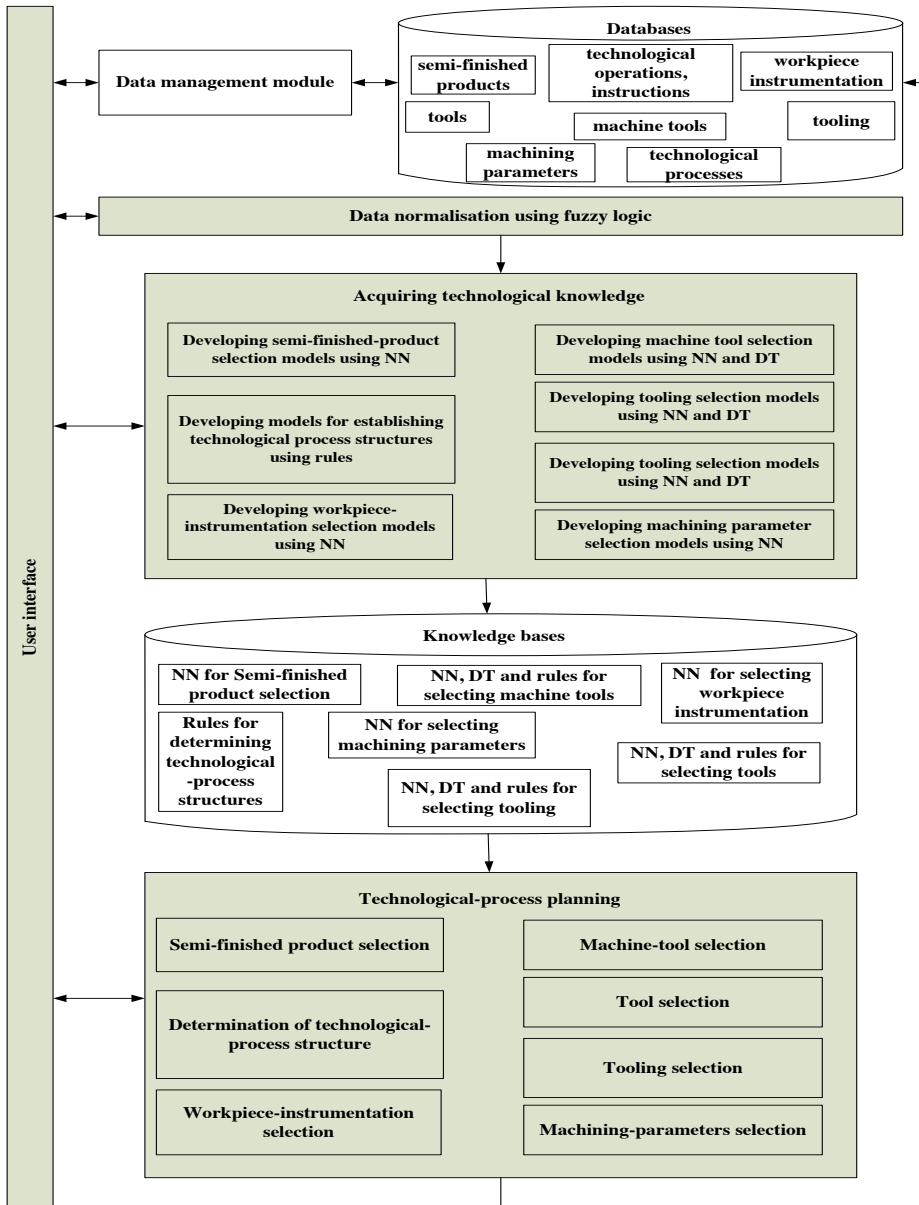 User interface
Data management module
Databases
semi-finished
products
technological
operations,
instructions
workpiece
instrumentation
tools
machine tools
tooling
machining
parameters
technological
processes
Data normalisation using fuzzy logic
Acquiring technological knowledge
Developing semi-finished-product
selection models using NN
Developing machine tool selection
models using NN and DT
Developing models for establishing
technological process structures
using rules
Developing tooling selection models
using NN and DT
Developing tooling selection models
using NN and DT
Developing workpiece-
instrumentation selection models
using NN
Developing machining parameter
selection models using NN
Knowledge bases
NN for Semi-finished
product selection
NN, DT and rules for
selecting machine tools
NN for selecting
workpiece
instrumentation
Rules for
determining
technological
-process
structures
NN for selecting
machining parameters
NN, DT and rules for
selecting tools
NN, DT and rules for
selecting tooling
Technological-process planning
Semi-finished product selection
Machine-tool selection
Determination of technological-
process structure
Tool selection
Tooling selection
Workpiece-instrumentation
selection
Machining-parameters selection